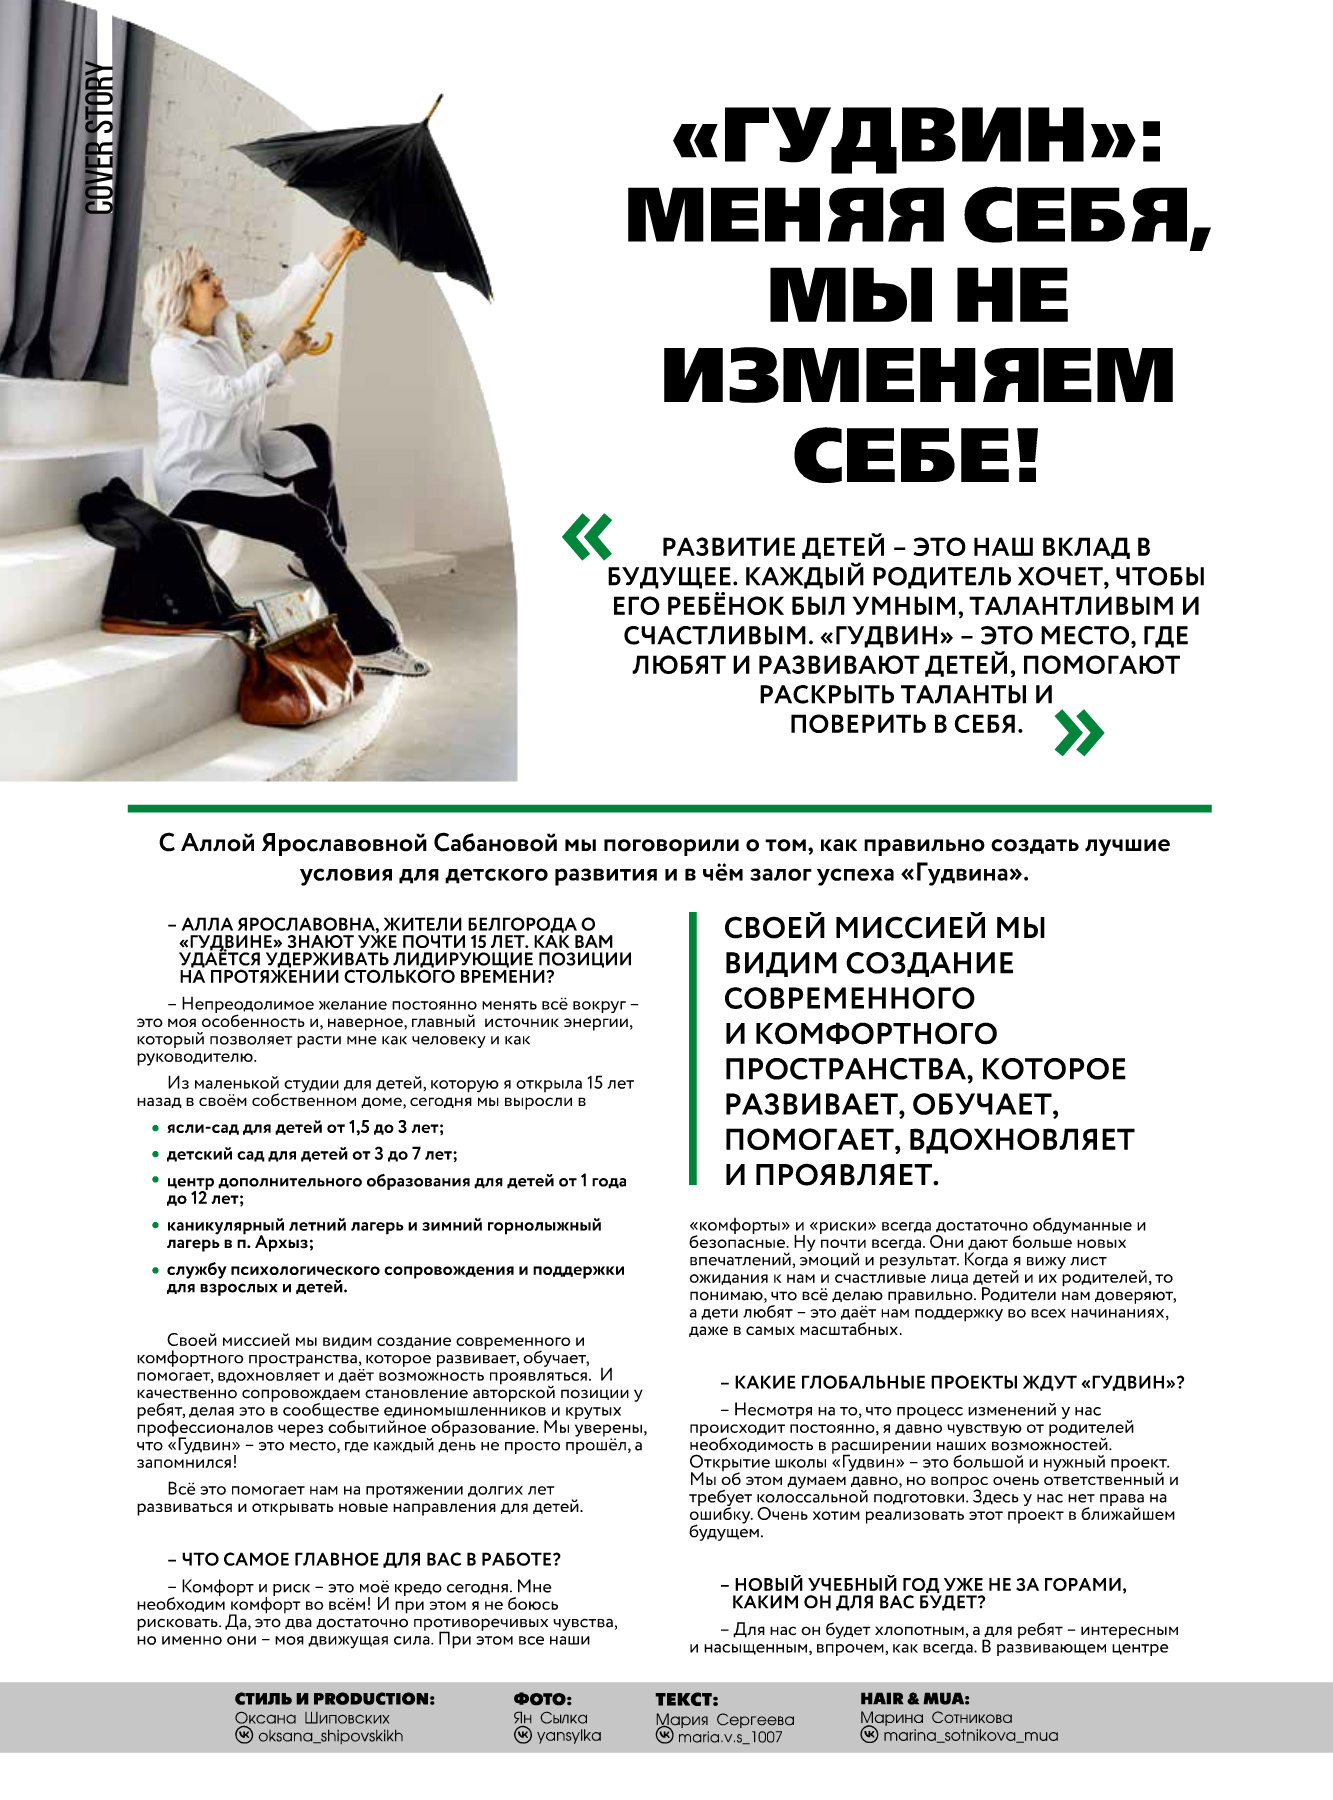 COVER STORY
«ГУДВИН»:
МЕНЯЯ СЕБЯ,
МЫ НЕ
ИЗМЕНЯЕМ
СЕБЕ!
«
РАЗВИТИЕ ДЕТЕЙ – ЭТО НАШ ВКЛАД В
БУДУЩЕЕ. КАЖДЫЙ РОДИТЕЛЬ ХОЧЕТ, ЧТОБЫ
ЕГО РЕБЁНОК БЫЛ УМНЫМ, ТАЛАНТЛИВЫМ И
СЧАСТЛИВЫМ. «ГУДВИН» – ЭТО МЕСТО, ГДЕ
ЛЮБЯТ И РАЗВИВАЮТ ДЕТЕЙ, ПОМОГАЮТ
РАСКРЫТЬ ТАЛАНТЫ И
ПОВЕРИТЬ В СЕБЯ.
»
С Аллой Ярославовной Сабановой мы поговорили о том, как правильно создать лучшие
условия для детского развития и в чём залог успеха «Гудвина».
– АЛЛА ЯРОСЛАВОВНА, ЖИТЕЛИ БЕЛГОРОДА О
«ГУДВИНЕ» ЗНАЮТ УЖЕ ПОЧТИ 15 ЛЕТ. КАК ВАМ
УДАЁТСЯ УДЕРЖИВАТЬ ЛИДИРУЮЩИЕ ПОЗИЦИИ
НА ПРОТЯЖЕНИИ СТОЛЬКОГО ВРЕМЕНИ?
– Непреодолимое желание постоянно менять всё вокруг –
это моя особенность и, наверное, главный источник энергии,
который позволяет расти мне как человеку и как
руководителю.
Из маленькой студии для детей, которую я открыла 15 лет
назад в своём собственном доме, сегодня мы выросли в
• ясли-сад для детей от 1,5 до 3 лет;
• детский сад для детей от 3 до 7 лет;
• центр дополнительного образования для детей от 1 года
до 12 лет;
• каникулярный летний лагерь и зимний горнолыжный
лагерь в п. Архыз;
• службу психологического сопровождения и поддержки
для взрослых и детей.
Своей миссией мы видим создание современного и
комфортного пространства, которое развивает, обучает,
помогает, вдохновляет и даёт возможность проявляться. И
качественно сопровождаем становление авторской позиции у
ребят, делая это в сообществе единомышленников и крутых
профессионалов через событийное образование. Мы уверены,
что «Гудвин» – это место, где каждый день не просто прошёл, а
запомнился!
Всё это помогает нам на протяжении долгих лет
развиваться и открывать новые направления для детей.
– ЧТО САМОЕ ГЛАВНОЕ ДЛЯ ВАС В РАБОТЕ?
– Комфорт и риск – это моё кредо сегодня. Мне
необходим комфорт во всём! И при этом я не боюсь
рисковать. Да, это два достаточно противоречивых чувства,
но именно они – моя движущая сила. При этом все наши
СВОЕЙ МИССИЕЙ МЫ
ВИДИМ СОЗДАНИЕ
СОВРЕМЕННОГО
И КОМФОРТНОГО
ПРОСТРАНСТВА, КОТОРОЕ
РАЗВИВАЕТ, ОБУЧАЕТ,
ПОМОГАЕТ, ВДОХНОВЛЯЕТ
И ПРОЯВЛЯЕТ.
«комфорты» и «риски» всегда достаточно обдуманные и
безопасные. Ну почти всегда. Они дают больше новых
впечатлений, эмоций и результат. Когда я вижу лист
ожидания к нам и счастливые лица детей и их родителей, то
понимаю, что всё делаю правильно. Родители нам доверяют,
а дети любят – это даёт нам поддержку во всех начинаниях,
даже в самых масштабных.
– КАКИЕ ГЛОБАЛЬНЫЕ ПРОЕКТЫ ЖДУТ «ГУДВИН»?
– Несмотря на то, что процесс изменений у нас
происходит постоянно, я давно чувствую от родителей
необходимость в расширении наших возможностей.
Открытие школы «Гудвин» – это большой и нужный проект.
Мы об этом думаем давно, но вопрос очень ответственный и
требует колоссальной подготовки. Здесь у нас нет права на
ошибку. Очень хотим реализовать этот проект в ближайшем
будущем.
– НОВЫЙ УЧЕБНЫЙ ГОД УЖЕ НЕ ЗА ГОРАМИ,
КАКИМ ОН ДЛЯ ВАС БУДЕТ?
– Для нас он будет хлопотным, а для ребят – интересным
и насыщенным, впрочем, как всегда. В развивающем центре
СТИЛЬ И PRODUCTION:
Оксана Шиповских
oksana_shipovskikh
ФОТО:
Ян Сылка
yansylka
ТЕКСТ:
Мария Сергеева
maria.v.s_1007
HAIR & MUA:
Марина Сотникова
marina_sotnikova_mua